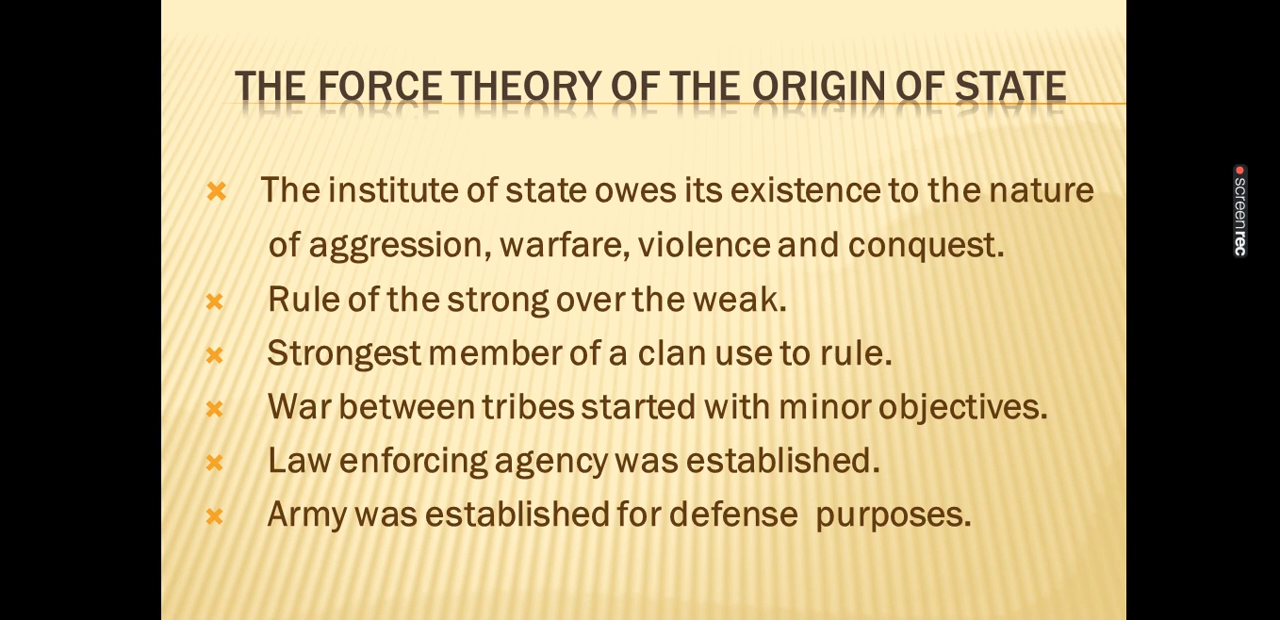 THE FORCE THEORY OF THE ORIGIN OF STATE
The institute of state owes its existence to the nature
of aggression, warfare, violence and conquest.
Rule of the strong over the weak.
Strongest member of a clan use to rule.
War between tribes started with minor objectives.
Law enforcing agency was established.
Army was established for defense purposes.
screenrec